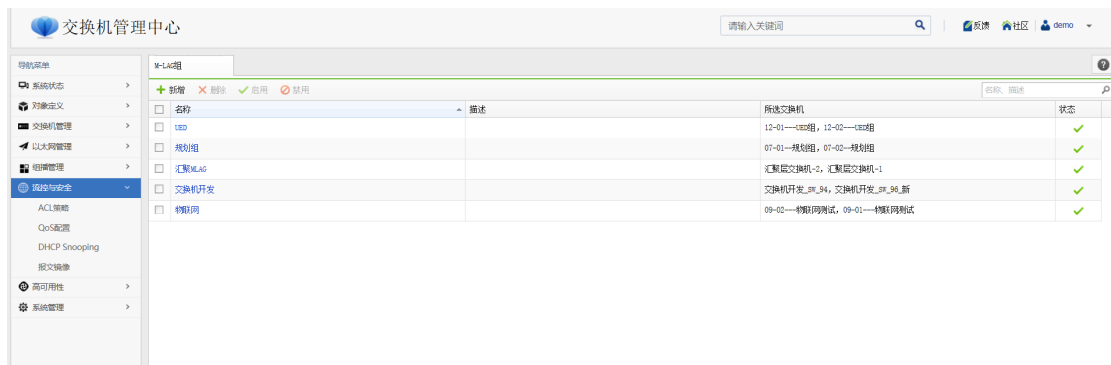 交换机管理中心
请输入关键词
反馈 社区 demo
导航菜单
系统状态
对象定义
交换机管理
以太网管理
组播管理
流控与安全
ACL策略
QoS配置
DHCP Snooping
报文镜像
高可用性
系统管理
M-LAG组
新增 删除 启用 禁用
名称、描述
名称 描述 所选交换机 状态
UED 12-01---UED组, 12-02---UED组
规划组 07-01--规划组, 07-02--规划组
汇聚MLAG 汇聚层交换机-2, 汇聚层交换机-1
交换机开发 交换机开发_SW_94, 交换机开发_SW_96_新
物联网 09-02---物联网测试, 09-01---物联网测试